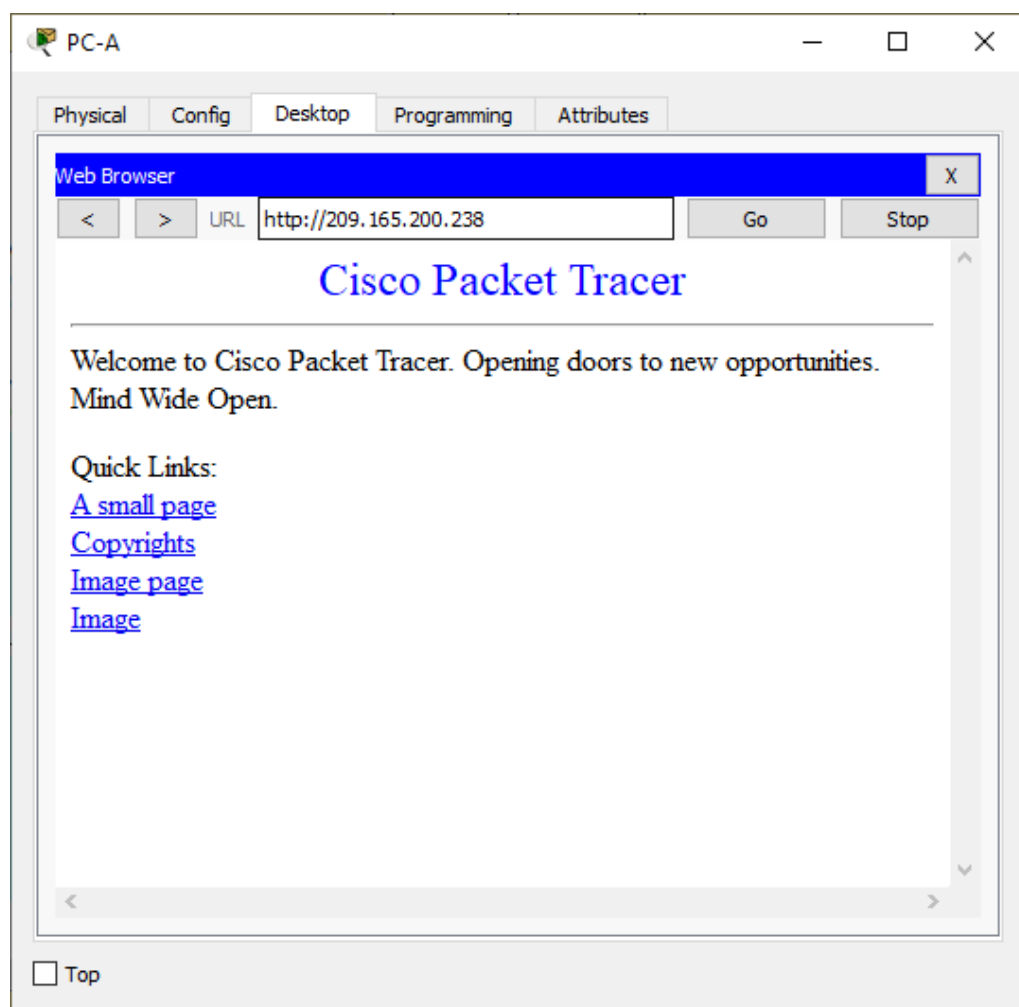 PC-A
Physical Config Desktop Programming Attributes
Web Browser X
< > URL http://209.165.200.238 Go Stop
Cisco Packet Tracer
Welcome to Cisco Packet Tracer. Opening doors to new opportunities.
Mind Wide Open.
Quick Links:
A small page
Copyrights
Image page
Image
Top